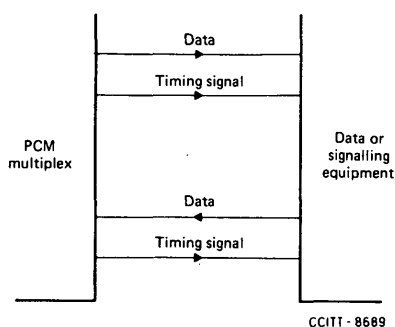 Data
Timing signal
PCM
multiplex
Data or
signalling
equipment
Data
Timing signal
CCITT - 8689